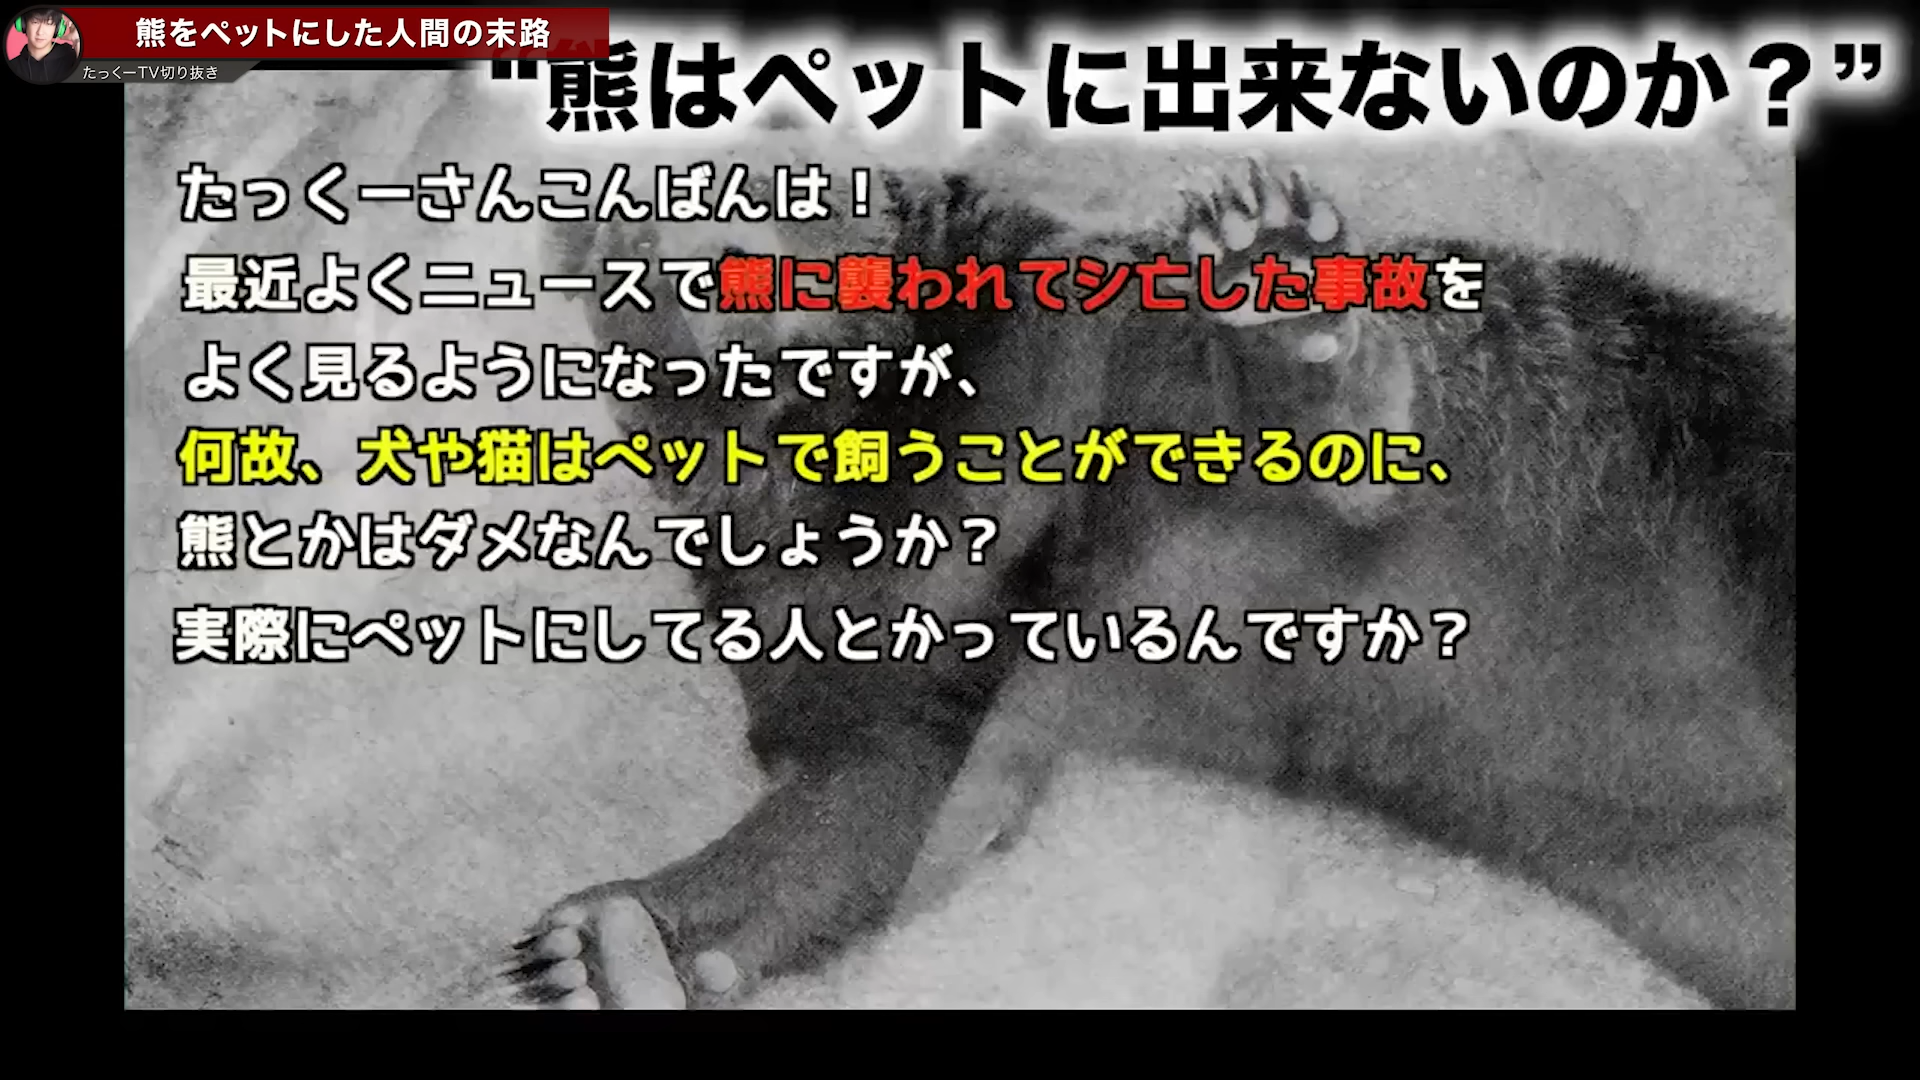 熊をペットにした人間の末路
たっくーTV切り抜き
“熊はペットに出来ないのか？”
たっくーさんこんばんは！
最近よくニュースで熊に襲われてシ亡した事故を
よく見るようになったですが、
何故、犬や猫はペットで飼うことができるのに、
熊とかはダメなんでしょうか？
実際にペットにしてる人とかっているんですか？